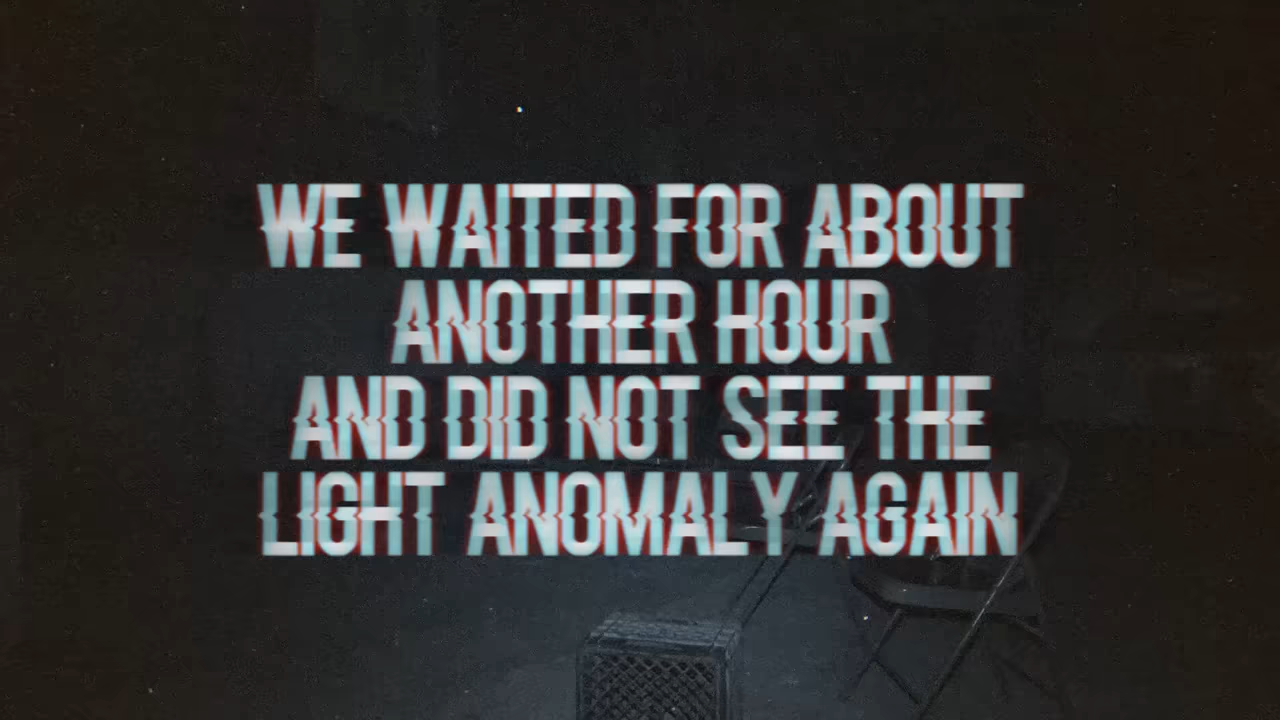 WE WAITED FOR ABOUT
ANOTHER HOUR
AND DID NOT SEE THE
LIGHT ANOMALY AGAIN